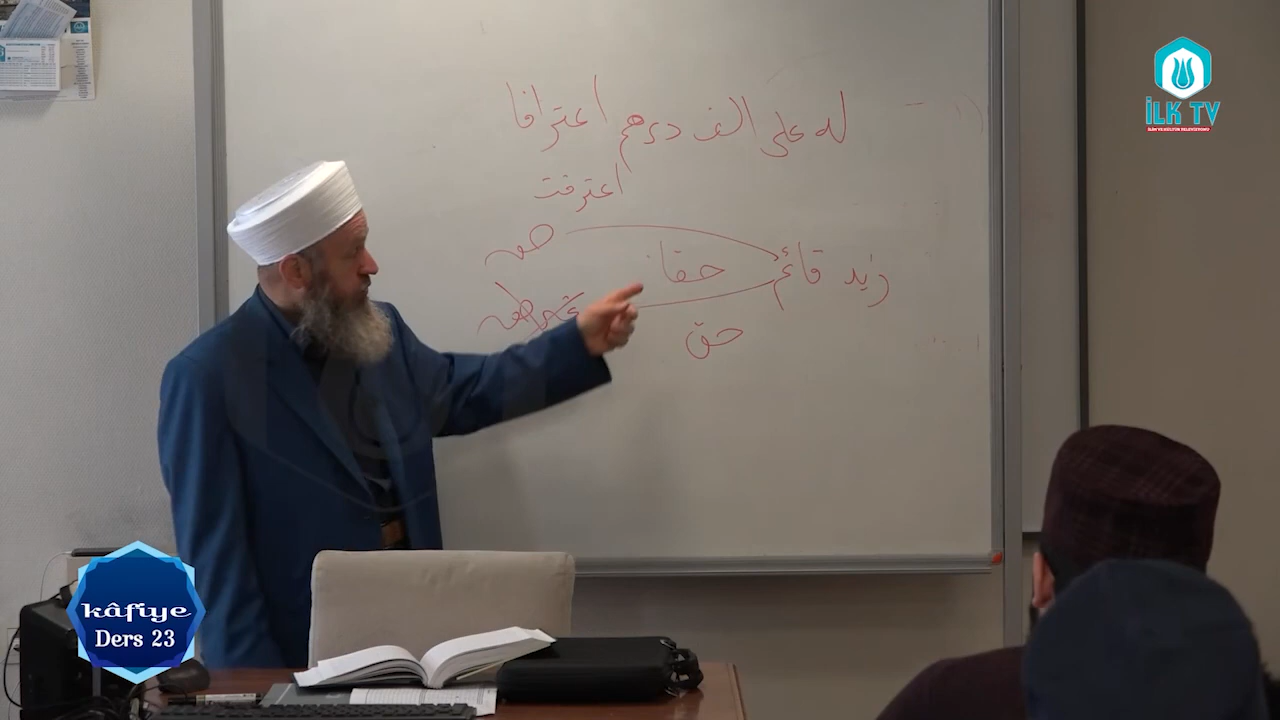 İLK TV
له علي الف درهم اعترافا
اعترفت
زيد قائم حقا
حق
kâfiye
Ders 23